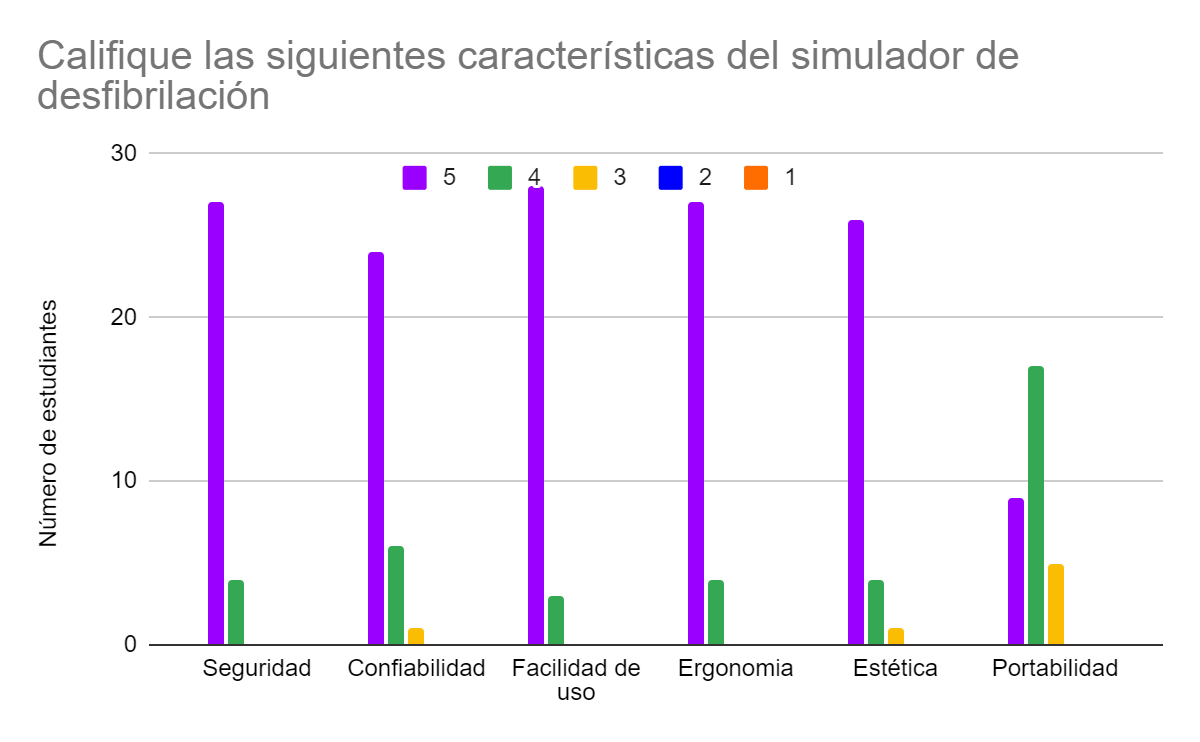 Califique las siguientes características del simulador de
desfibrilación
30
5 4 3 2 1
20
10
0
Número de estudiantes
Seguridad Confiabilidad Facilidad de uso Ergonomia Estética Portabilidad